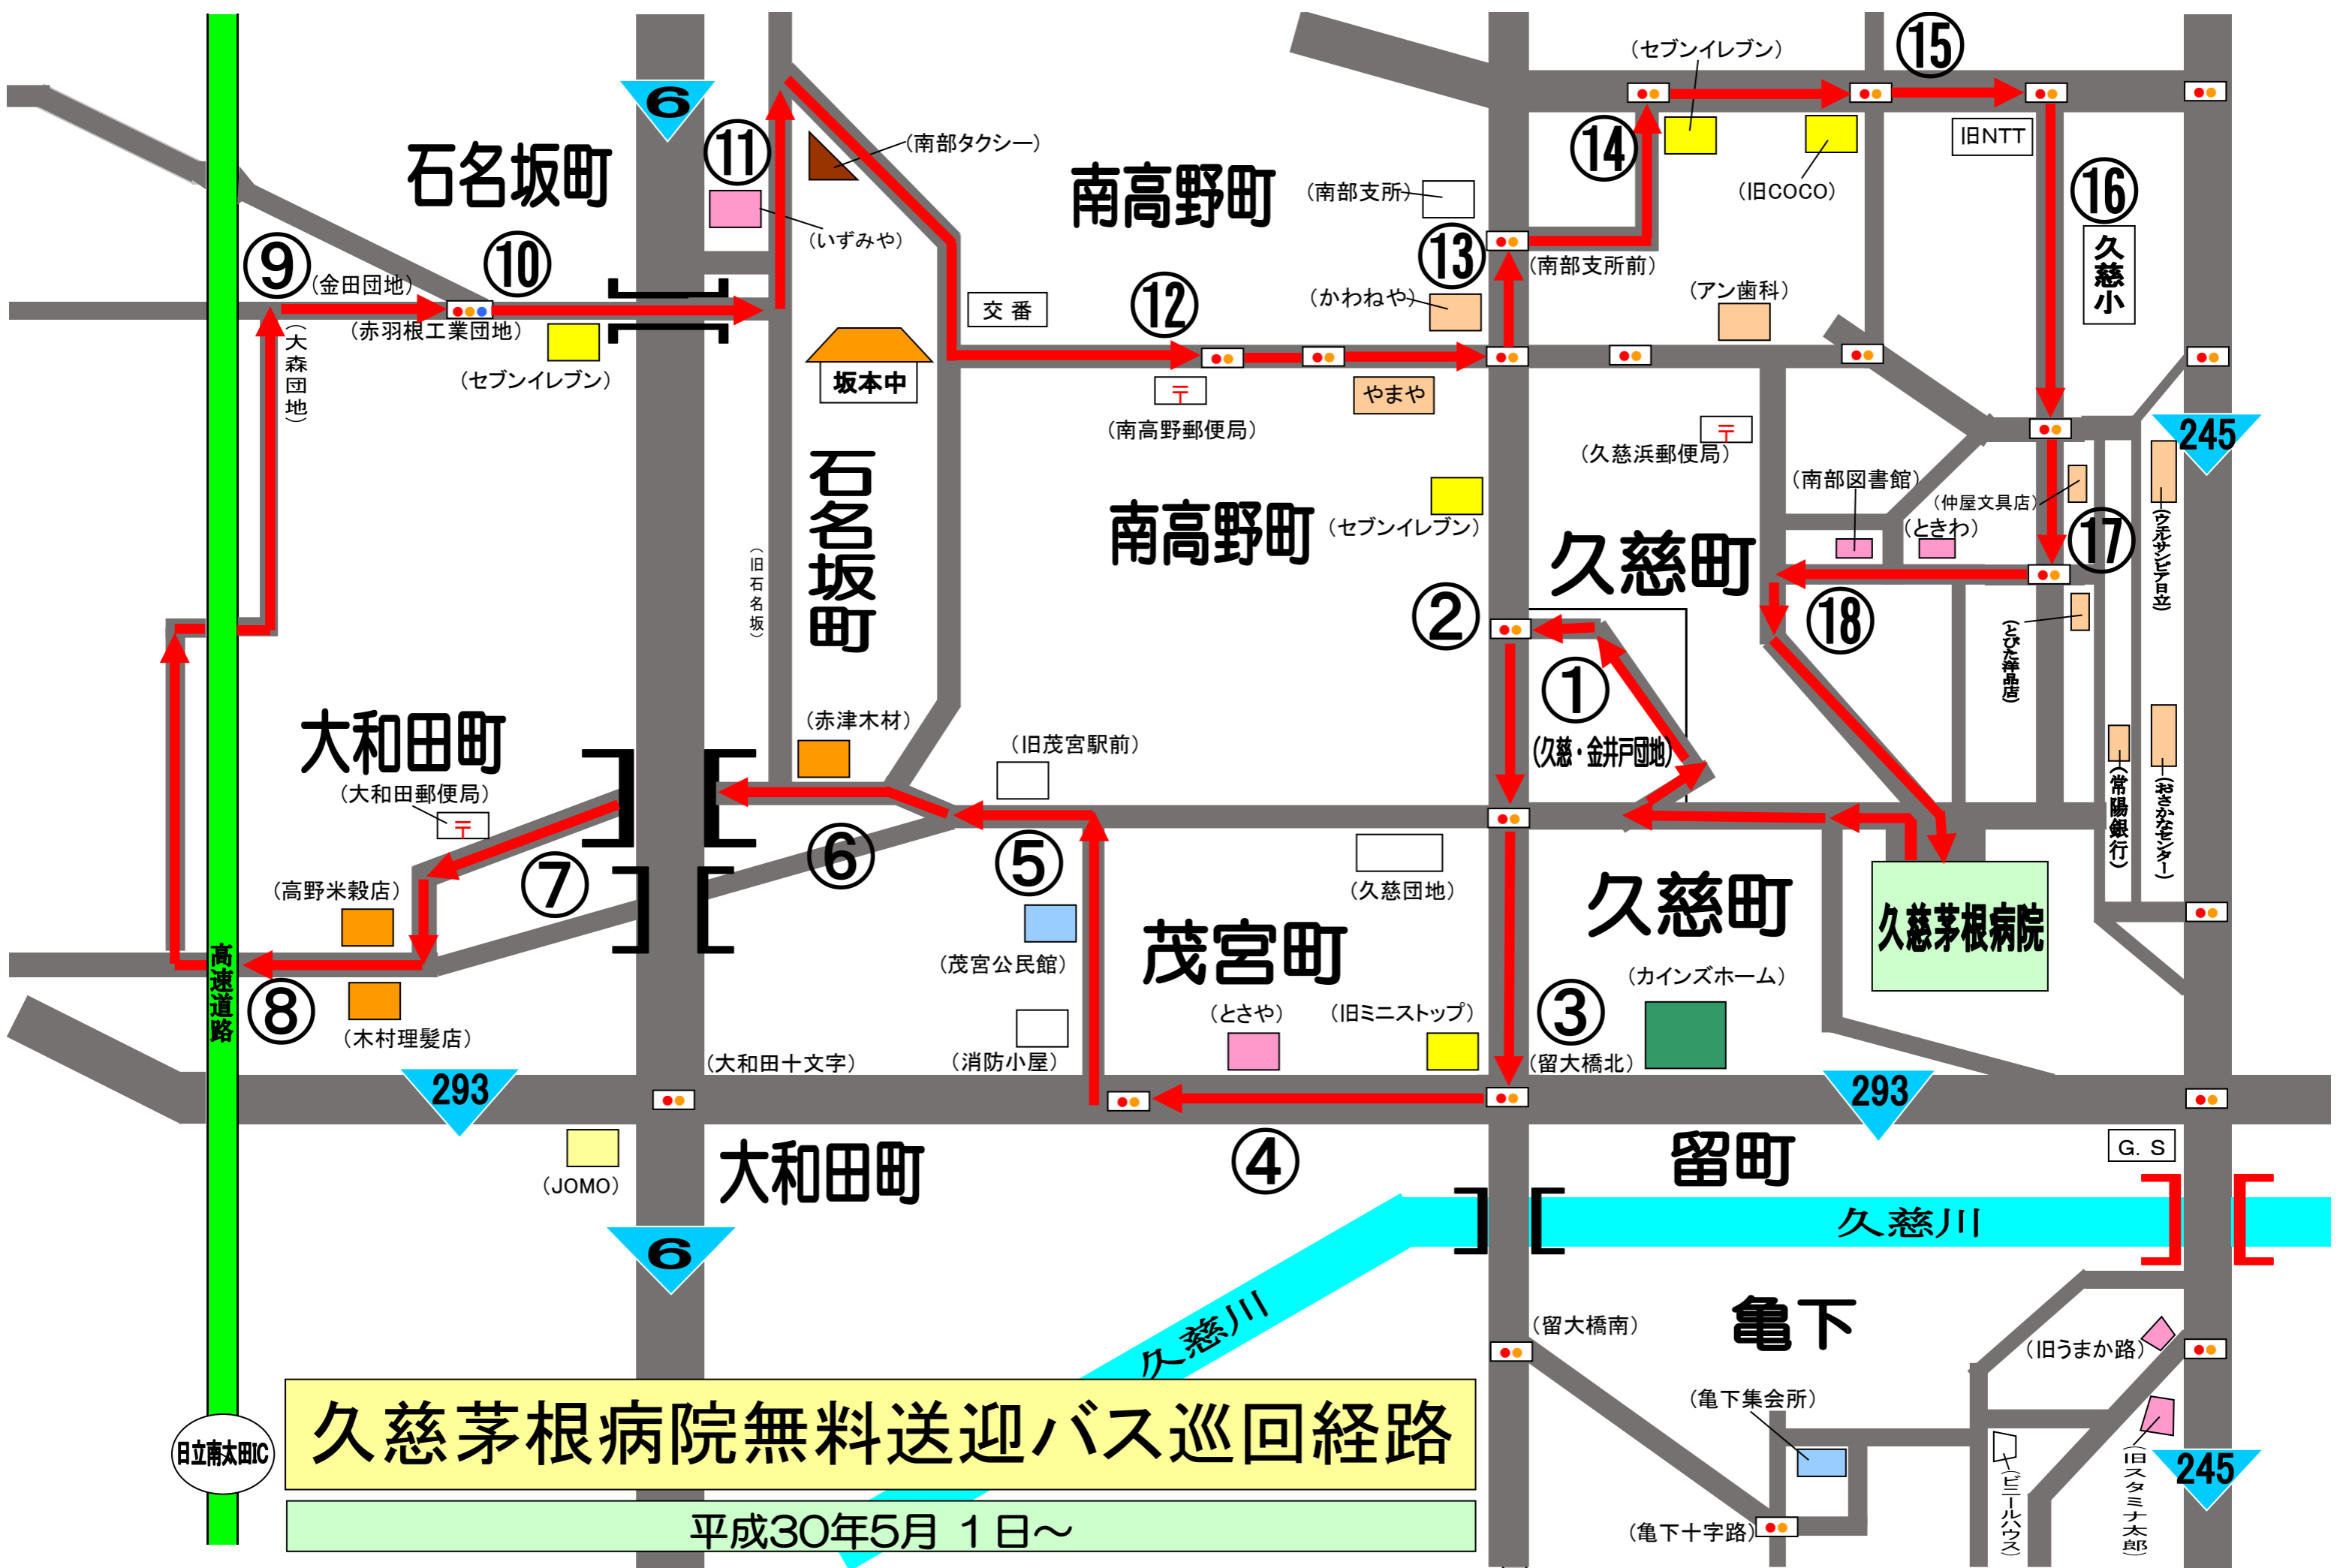 6
石名坂町
⑪
(南部タクシー)
(いずみや)
南高野町
(南部支所)
(セブンイレブン)
⑮
⑭
(旧COCO)
旧NTT
⑯
久慈小
⑨
(金田団地)
⑩
(赤羽根工業団地)
(セブンイレブン)
(大森団地)
交番
⑫
⑬
(かわねや)
(南部支所前)
(アン歯科)
坂本中
〒
(南高野郵便局)
やまや
〒
(久慈浜郵便局)
245
石名坂町
(旧石名坂)
南高野町
(セブンイレブン)
久慈町
(南部図書館)
(仲屋文具店)
(ときわ)
⑰
(ウェルサンピア日立)
②
①
(久慈・金井戸団地)
⑱
(とびた洋品店)
大和田町
(大和田郵便局)
〒
(赤津木材)
(旧茂宮駅前)
(常陽銀行)
(おさかなセンター)
⑥
⑤
⑦
(高野米穀店)
(久慈団地)
久慈町
久慈茅根病院
高速道路
⑧
(木村理髪店)
(茂宮公民館)
茂宮町
(カインズホーム)
③
(消防小屋)
(とさや)
(旧ミニストップ)
(留大橋北)
293
(大和田十文字)
293
(JOMO)
大和田町
④
留町
G.S
久慈川
6
久慈川
(留大橋南)
亀下
(旧うまか路)
(亀下集会所)
(亀下十字路)
(ビニールハウス)
(旧スタミナ太郎)
245
日立南太田IC
久慈茅根病院無料送迎バス巡回経路
平成30年5月1日～